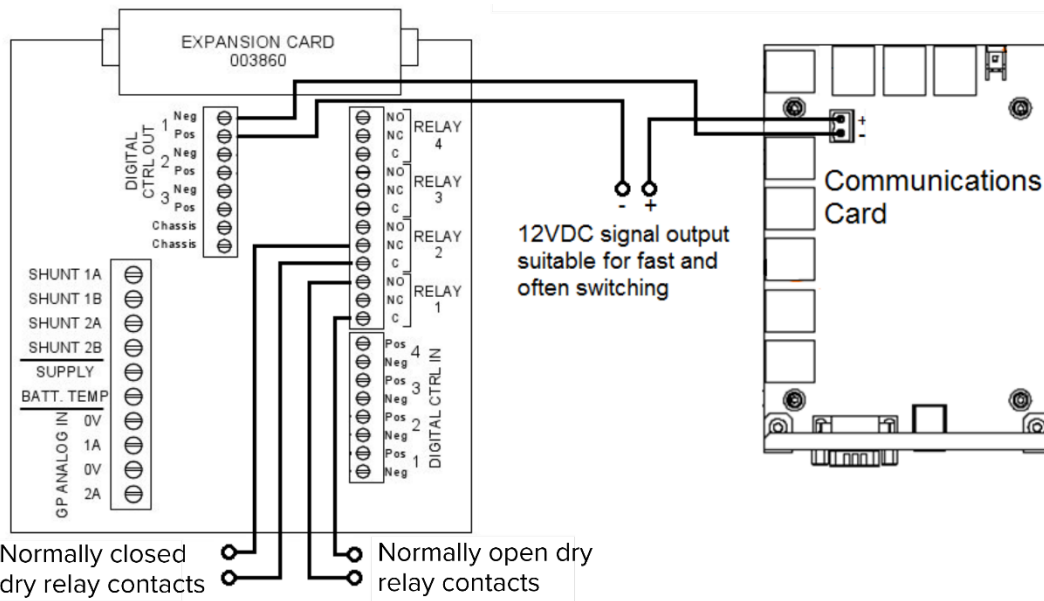 EXPANSION CARD
003860
DIGITAL
CTRL OUT
1 Neg
Pos
2 Neg
Pos
3 Neg
Pos
Chassis
Chassis
NO
NC
C
RELAY
4
NO
NC
C
RELAY
3
NO
NC
C
RELAY
2
NO
NC
C
RELAY
1
SHUNT 1A
SHUNT 1B
SHUNT 2A
SHUNT 2B
SUPPLY
BATT. TEMP
GP ANALOG IN
0V
1A
0V
2A
Pos 4
Neg
Pos 3
Neg
Pos 2
Neg
Pos 1
Neg
DIGITAL CTRL IN
- +
12VDC signal output
suitable for fast and
often switching
+
-
Communications
Card
Normally closed
dry relay contacts
Normally open dry
relay contacts